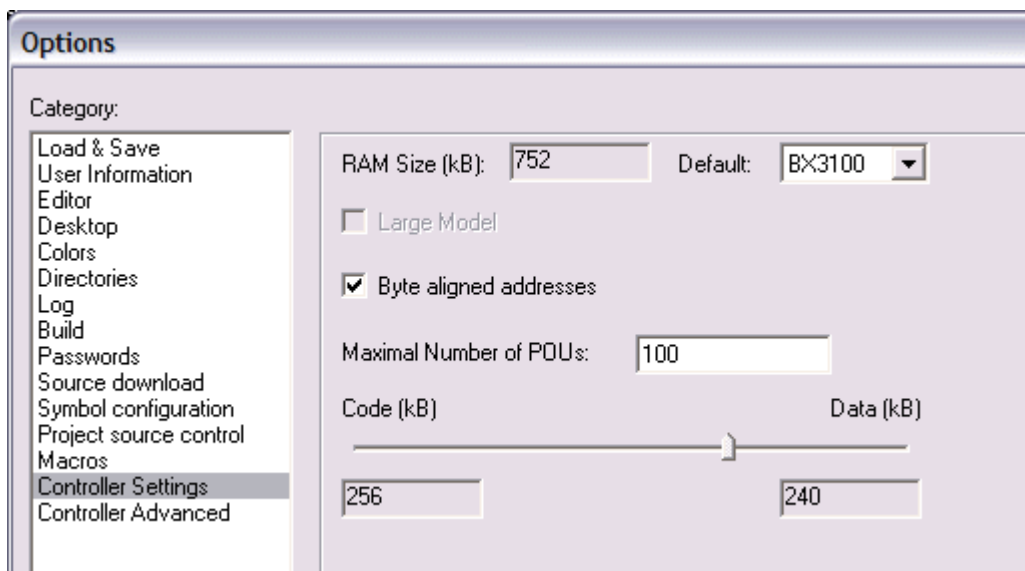 Options
Category:
Load & Save
User Information
Editor
Desktop
Colors
Directories
Log
Build
Passwords
Source download
Symbol configuration
Project source control
Macros
Controller Settings
Controller Advanced
RAM Size (kB): 752 Default: BX3100
Large Model
Byte aligned addresses
Maximal Number of POUs: 100
Code (kB) Data (kB)
256 240